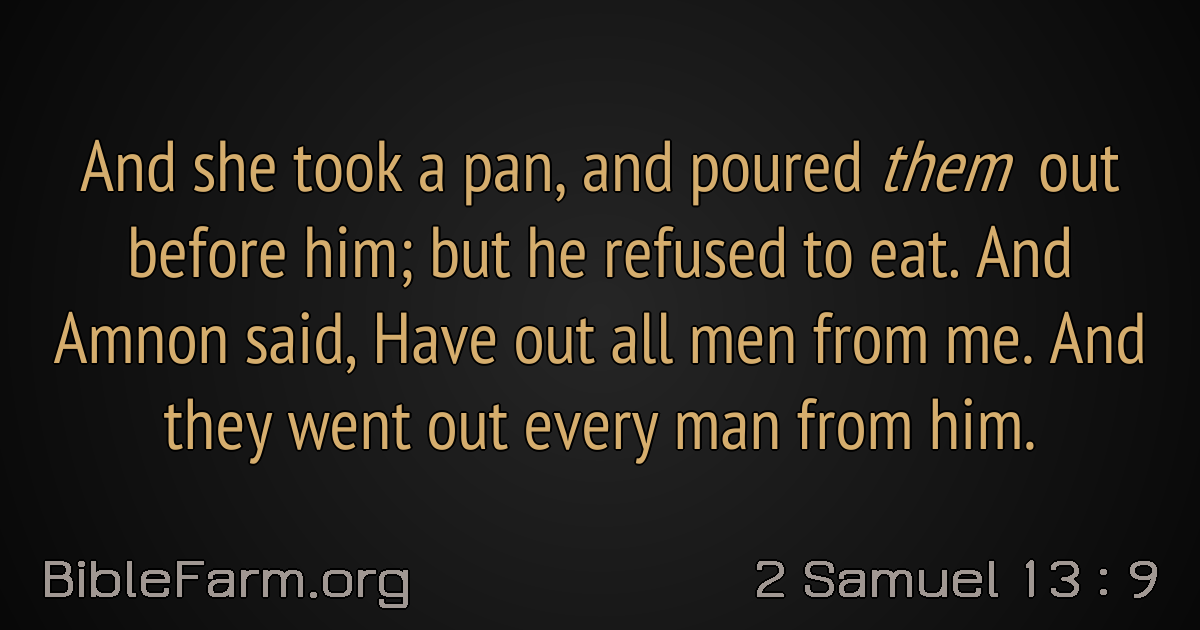 And she took a pan, and poured them out
before him; but he refused to eat. And
Amnon said, Have out all men from me. And
they went out every man from him.
BibleFarm.org
2 Samuel 13 : 9